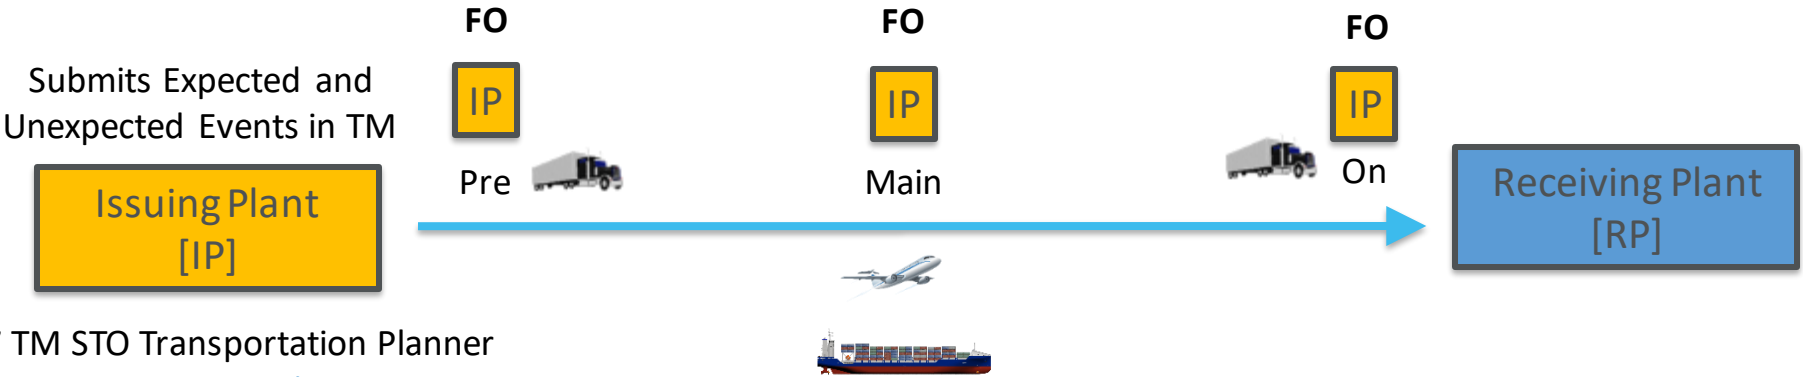 FO
FO
FO
Submits Expected and
Unexpected Events in TM
IP
IP
IP
Pre
Main
On
Issuing Plant
[IP]
Receiving Plant
[RP]
TM STO Transportation Planner